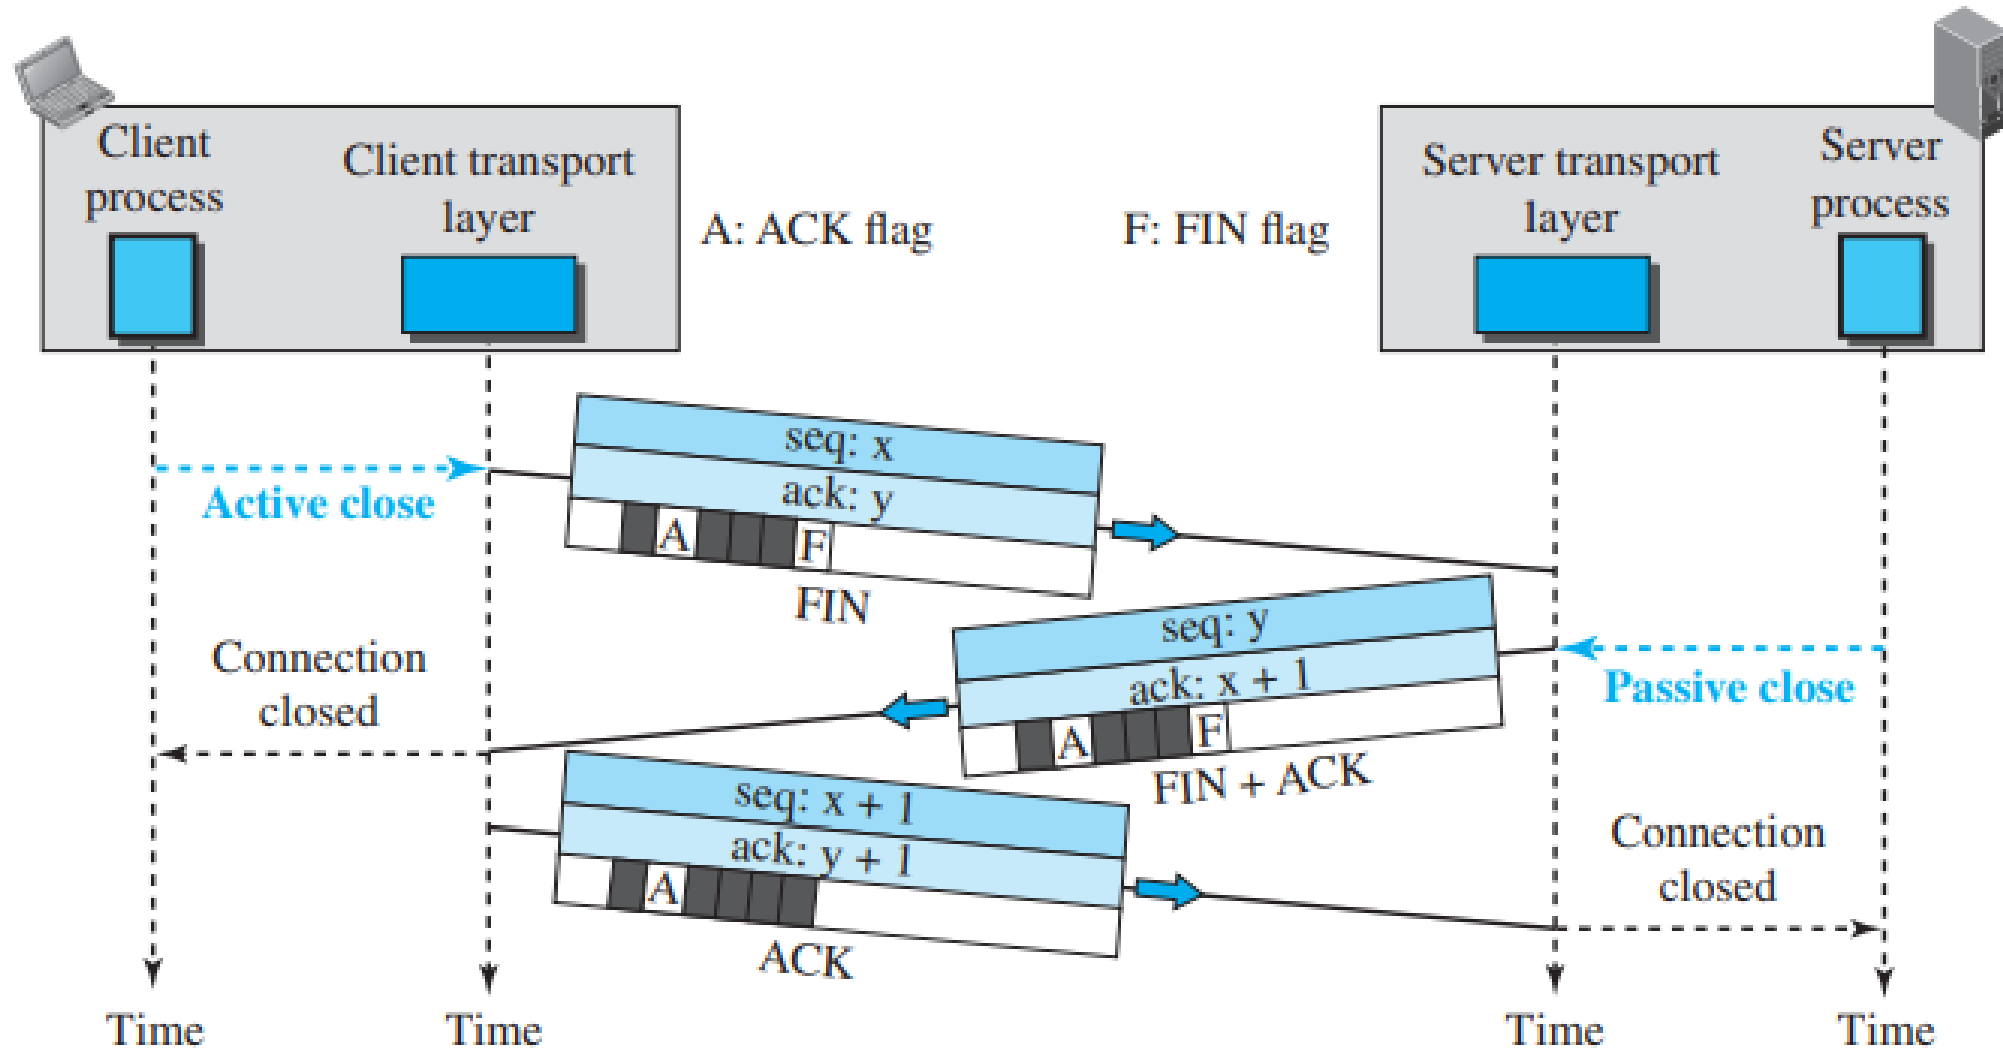 Client
process
Client transport
layer
A: ACK flag
F: FIN flag
Server transport
layer
Server
process
Active close
seq: x
ack: y
A
F
FIN
Passive close
seq: y
ack: x + 1
A
F
FIN + ACK
Connection
closed
seq: x + 1
ack: y + 1
A
ACK
Connection
closed
Time
Time
Time
Time